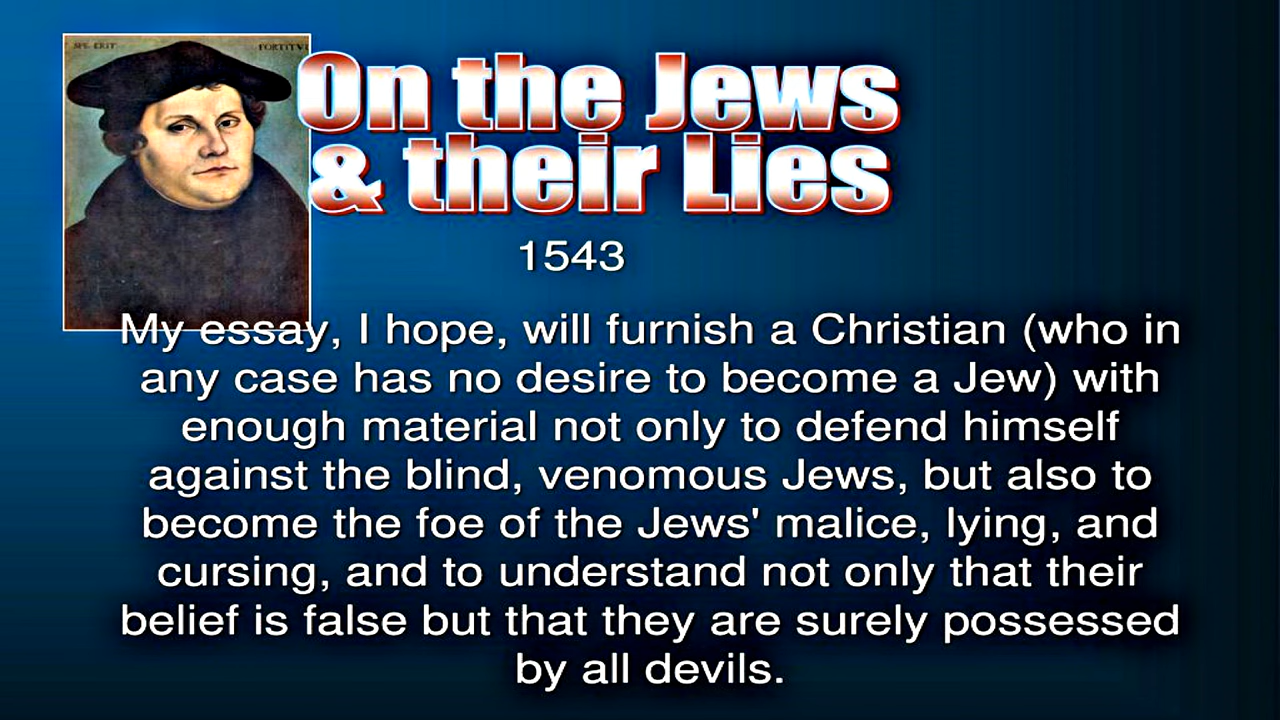 SPE. ERIT
FORTITV
On the Jews
& their Lies
1543
My essay, I hope, will furnish a Christian (who in
any case has no desire to become a Jew) with
enough material not only to defend himself
against the blind, venomous Jews, but also to
become the foe of the Jews' malice, lying, and
cursing, and to understand not only that their
belief is false but that they are surely possessed
by all devils.